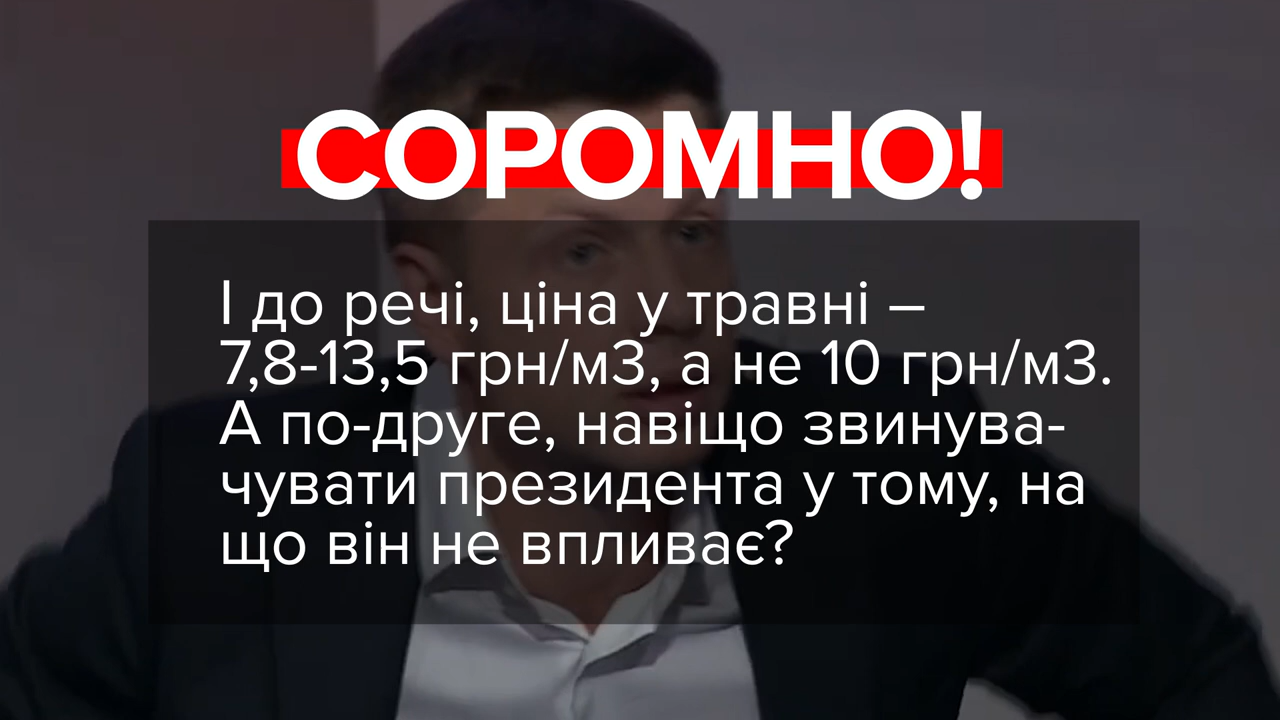 СОРОМНО!
І до речі, ціна у травні –
7,8-13,5 грн/м3, а не 10 грн/м3.
А по-друге, навіщо звинува-
чувати президента у тому, на
що він не впливає?